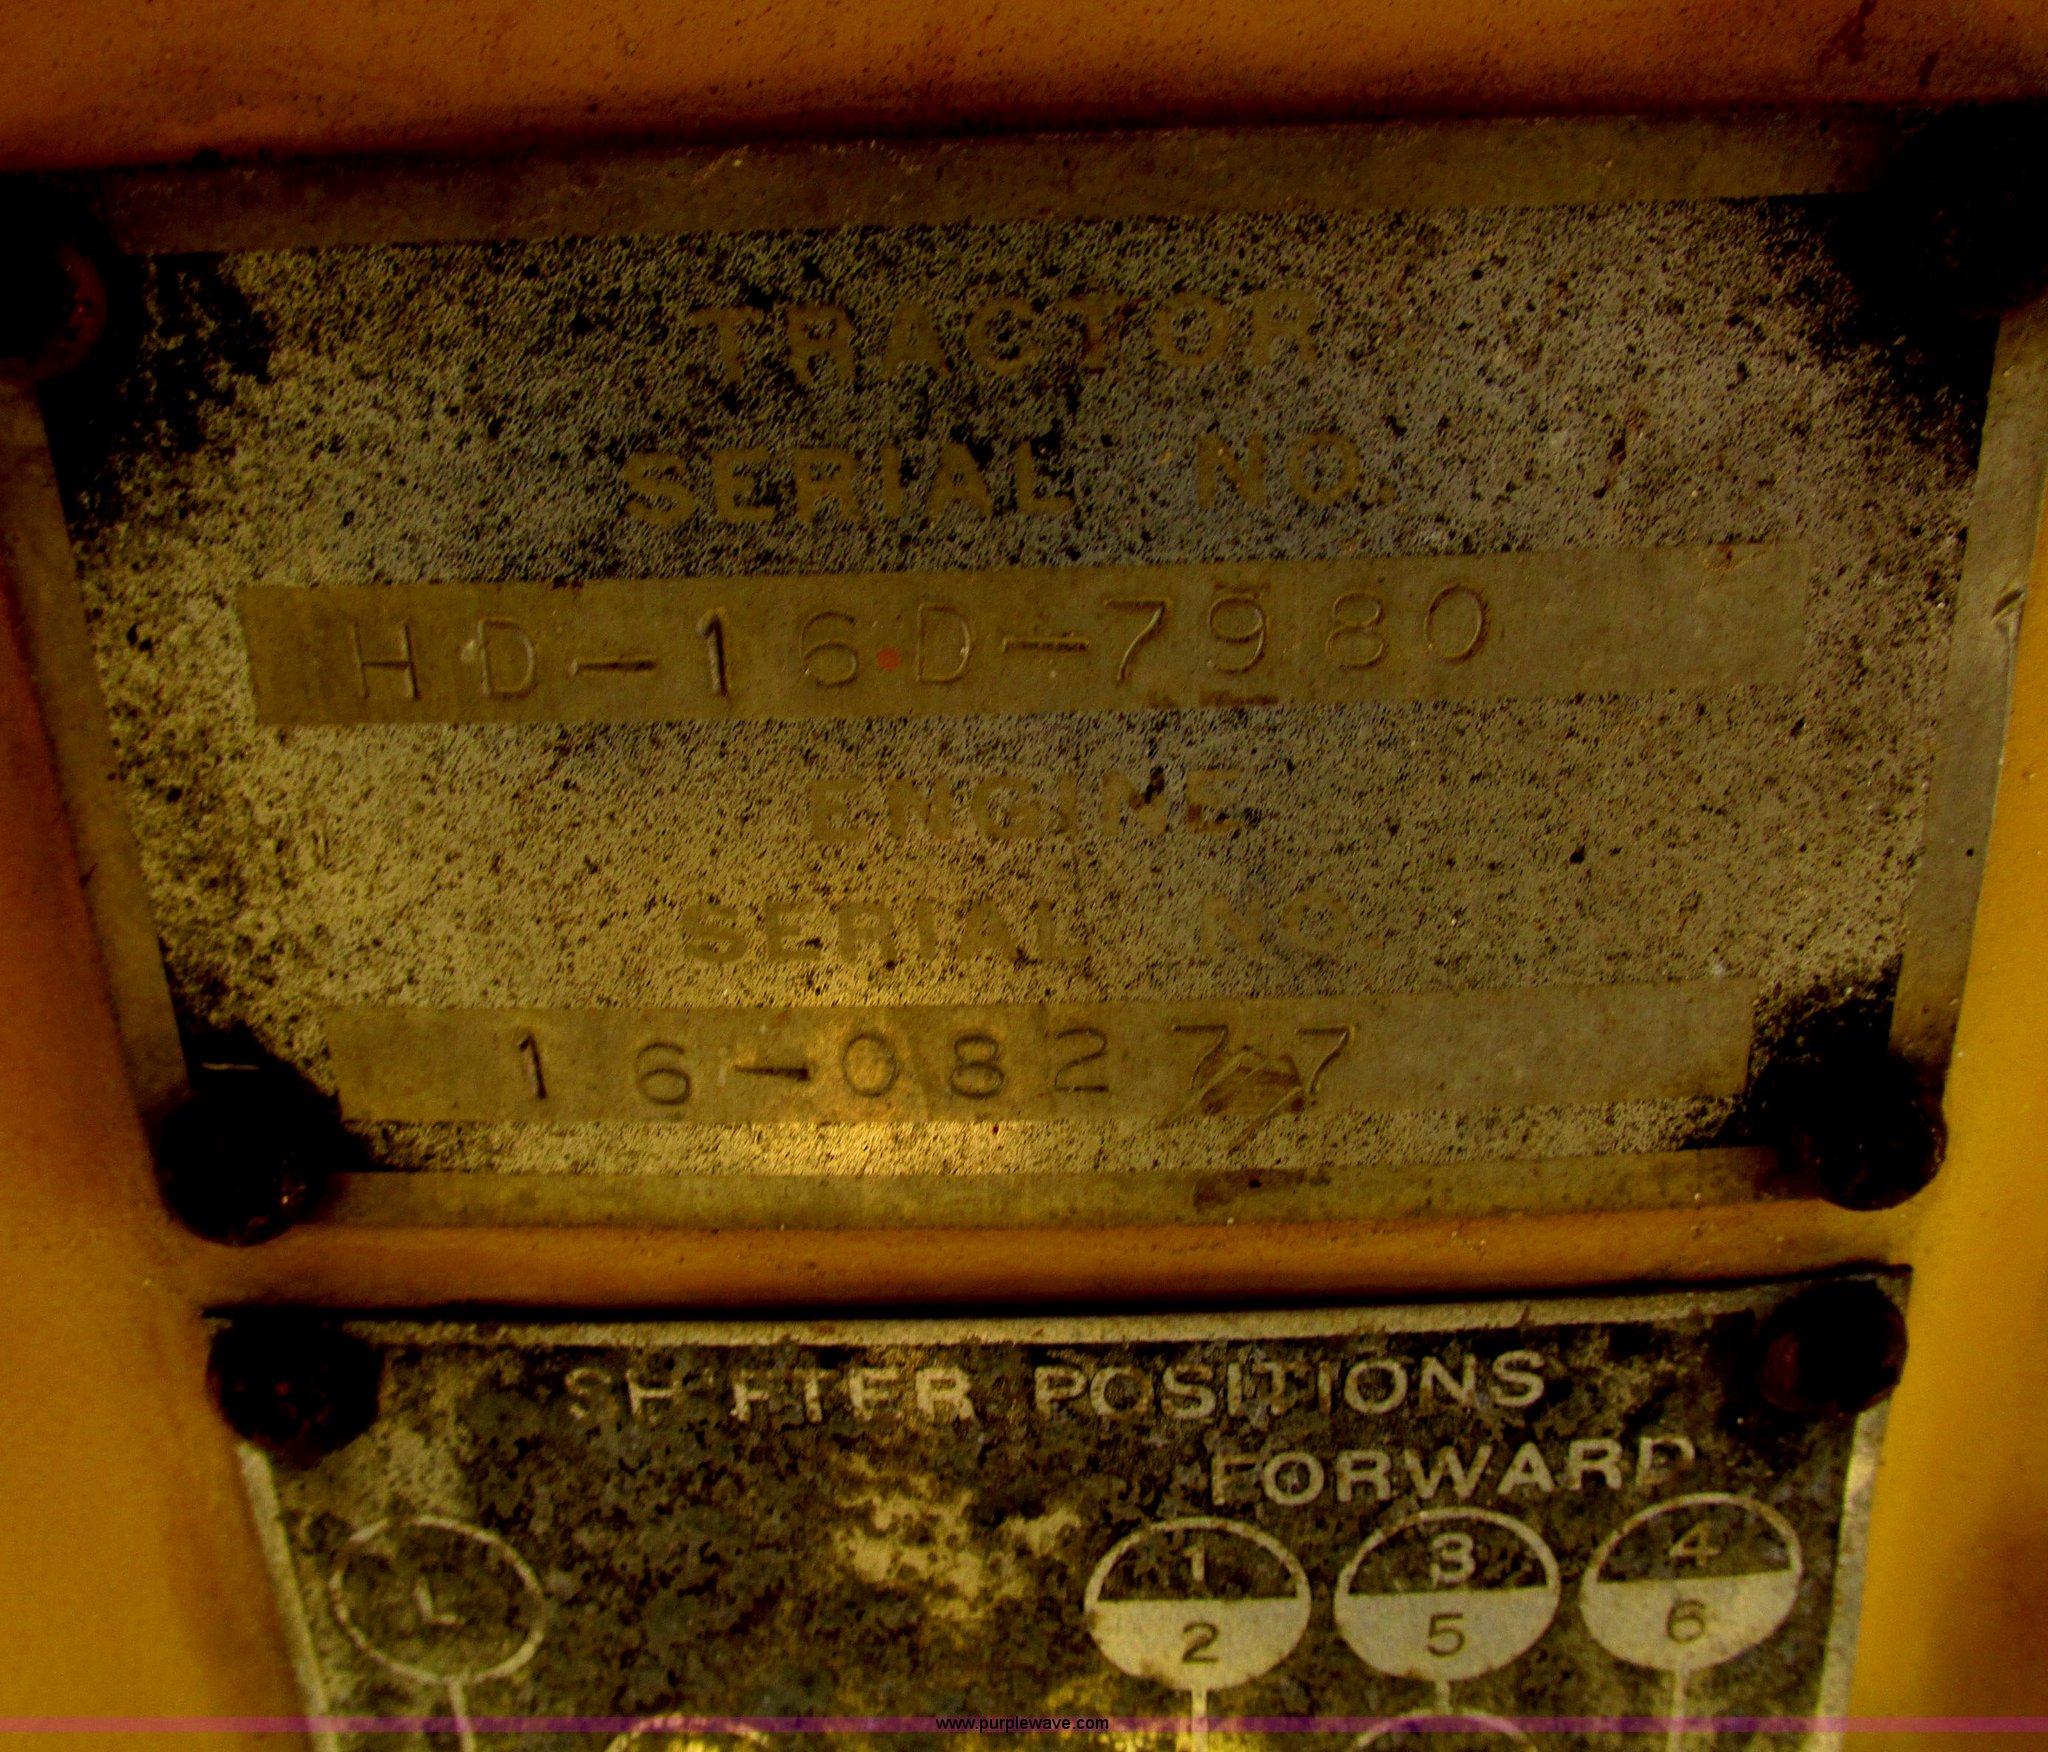 TRACTOR
SERIAL NO.
HD-16D-7980
ENGINE
SERIAL NO
16-08277
SHIFTER POSITIONS
FORWARD
L
1 3 4
2 5 6
www.purplewave.com